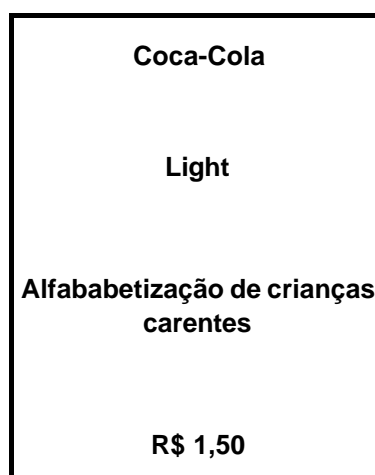 Coca-Cola
Light
Alfababetização de crianças
carentes
R$ 1,50